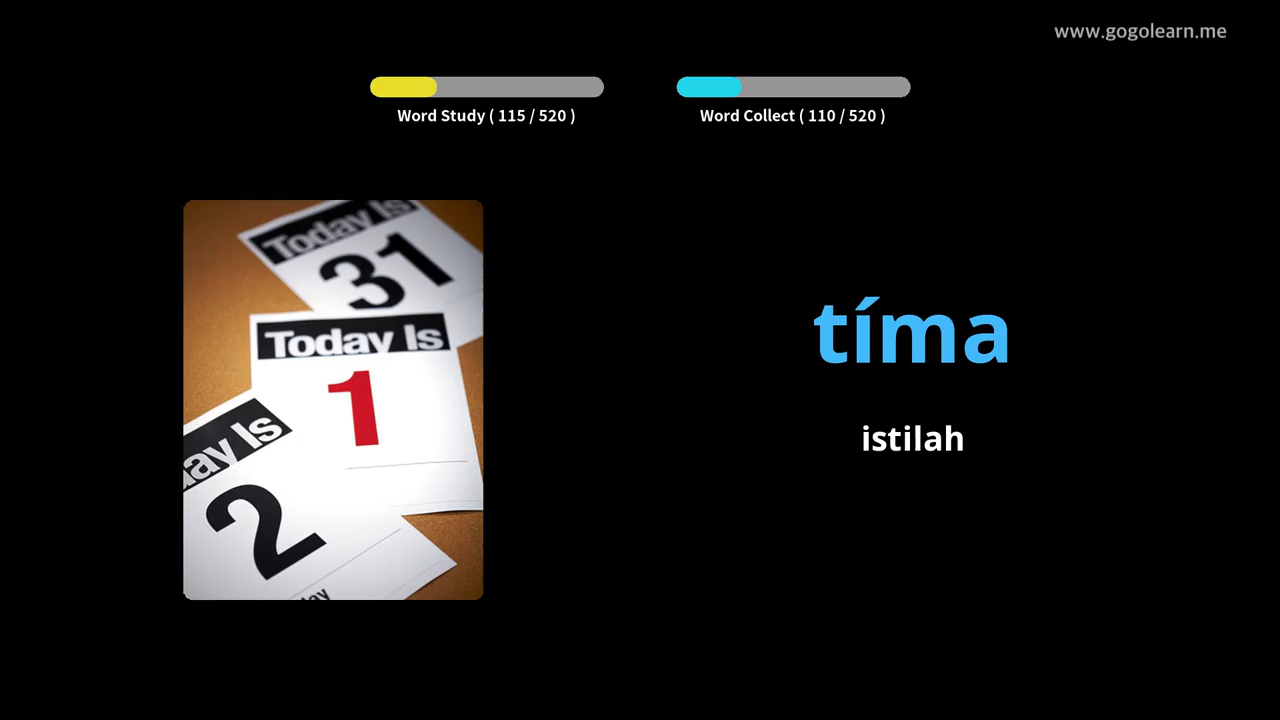 www.gogolearn.me
Word Study ( 115 / 520 )
Word Collect ( 110 / 520 )
Today Is
31
Today Is
1
ay Is
2
tíma
istilah